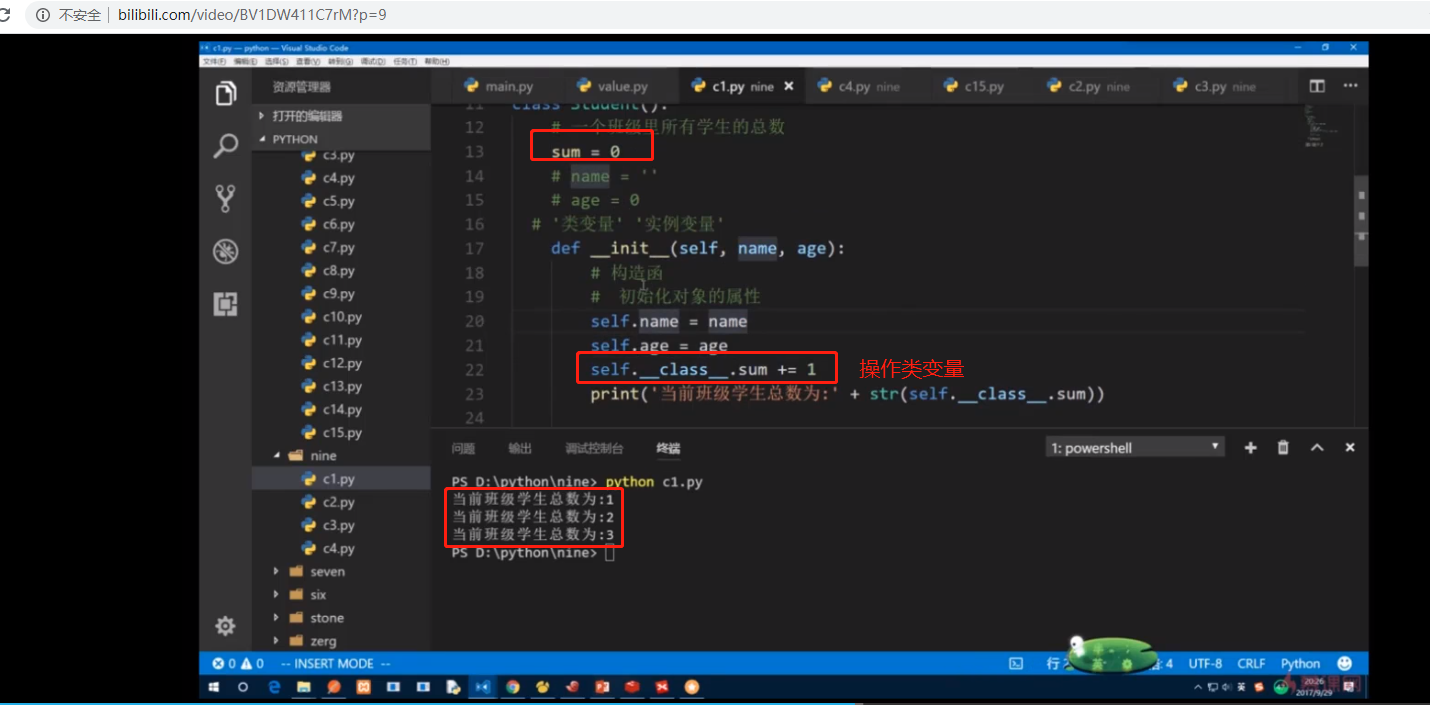 不安全 bilibili.com/video/BV1DW411C7rM?p=9
c1.py — python — Visual Studio Code
文件(F) 编辑(E) 选择(S) 查看(V) 转到(G) 调试(D) 任务(T) 帮助(H)
资源管理器
main.py value.py c1.py nine c4.py nine c15.py c2.py nine c3.py nine
打开的编辑器
PYTHON
c3.py
c4.py
c5.py
c6.py
c7.py
c8.py
c9.py
c10.py
c11.py
c12.py
c13.py
c14.py
c15.py
nine
c1.py
c2.py
c3.py
c4.py
seven
six
stone
zerg
11 class Student():
12 # 一个班级里所有学生的总数
13 sum = 0
14 # name = ''
15 # age = 0
16 # '类变量' '实例变量'
17 def __init__(self, name, age):
18 # 构造函
19 # 初始化对象的属性
20 self.name = name
21 self.age = age
22 self.__class__.sum += 1
操作类变量
23 print('当前班级学生总数为:' + str(self.__class__.sum))
24
问题 输出 调试控制台 终端
1: powershell
PS D:\python\nine> python c1.py
当前班级学生总数为:1
当前班级学生总数为:2
当前班级学生总数为:3
PS D:\python\nine>
0 0 -- INSERT MODE --
行 4 UTF-8 CRLF Python
英
20:26
2017/9/29